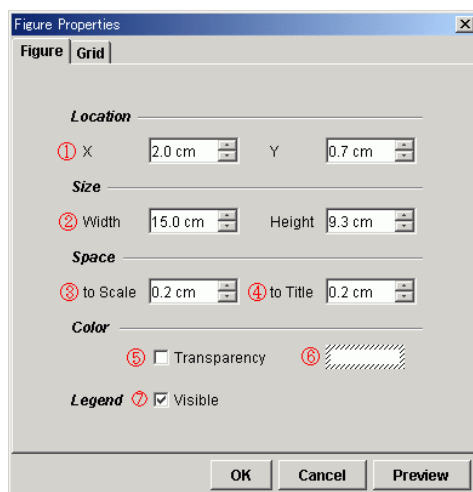 Figure Properties
Figure Grid
Location
① X 2.0 cm Y 0.7 cm
Size
② Width 15.0 cm Height 9.3 cm
Space
③ to Scale 0.2 cm ④ to Title 0.2 cm
Color
⑤ Transparency ⑥
Legend ⑦ Visible
OK Cancel Preview